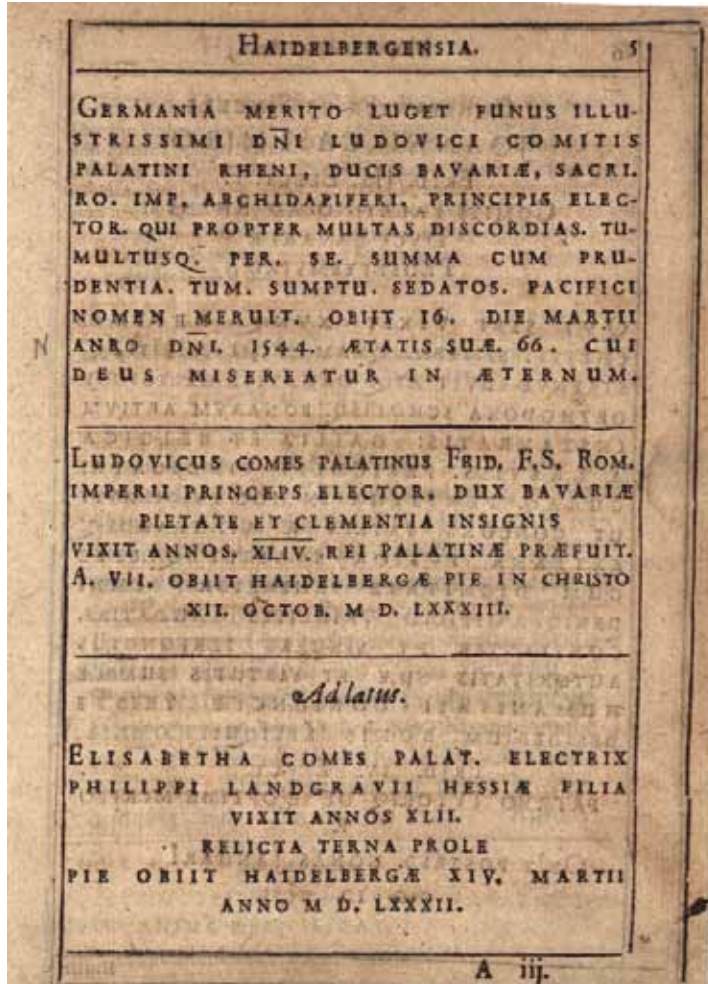 HAIDELBERGENSIA. 5
GERMANIA MERITO LUGET FUNUS ILLU-
STRISSIMI DN̅I LUDOVICI COMITIS
PALATINI RHENI, DUCIS BAVARIÆ, SACRI.
RO. IMP. ARCHIDAPIFERI. PRINCIPIS ELEC-
TOR. QUI PROPTER MULTAS DISCORDIAS. TU-
MULTUSQ. PER. SE. SUMMA CUM PRU-
DENTIA. TUM. SUMPTU. SEDATOS. PACIFICI
NOMEN MERUIT. OBIIT 16. DIE MARTII
N ANRO DN̅I. 1544. ÆTATIS SUÆ. 66. CUI
DEUS MISEREATUR IN ÆTERNUM.
LUDOVICUS COMES PALATINUS FRID. F.S. ROM.
IMPERII PRINCEPS ELECTOR. DUX BAVARIÆ
PIETATE ET CLEMENTIA INSIGNIS
VIXIT ANNOS. XLIV. REI PALATINÆ PRÆFUIT.
A. VII. OBIIT HAIDELBERGÆ PIE IN CHRISTO
XII. OCTOB. M D. LXXXIII.
Ad latus.
ELISABETHA COMES PALAT. ELECTRIX
PHILIPPI LANDGRAVII HESSIÆ FILIA
VIXIT ANNOS XLII.
RELICTA TERNA PROLE
PIE OBIIT HAIDELBERGÆ XIV. MARTII
ANNO M D. LXXXII.
A iij.